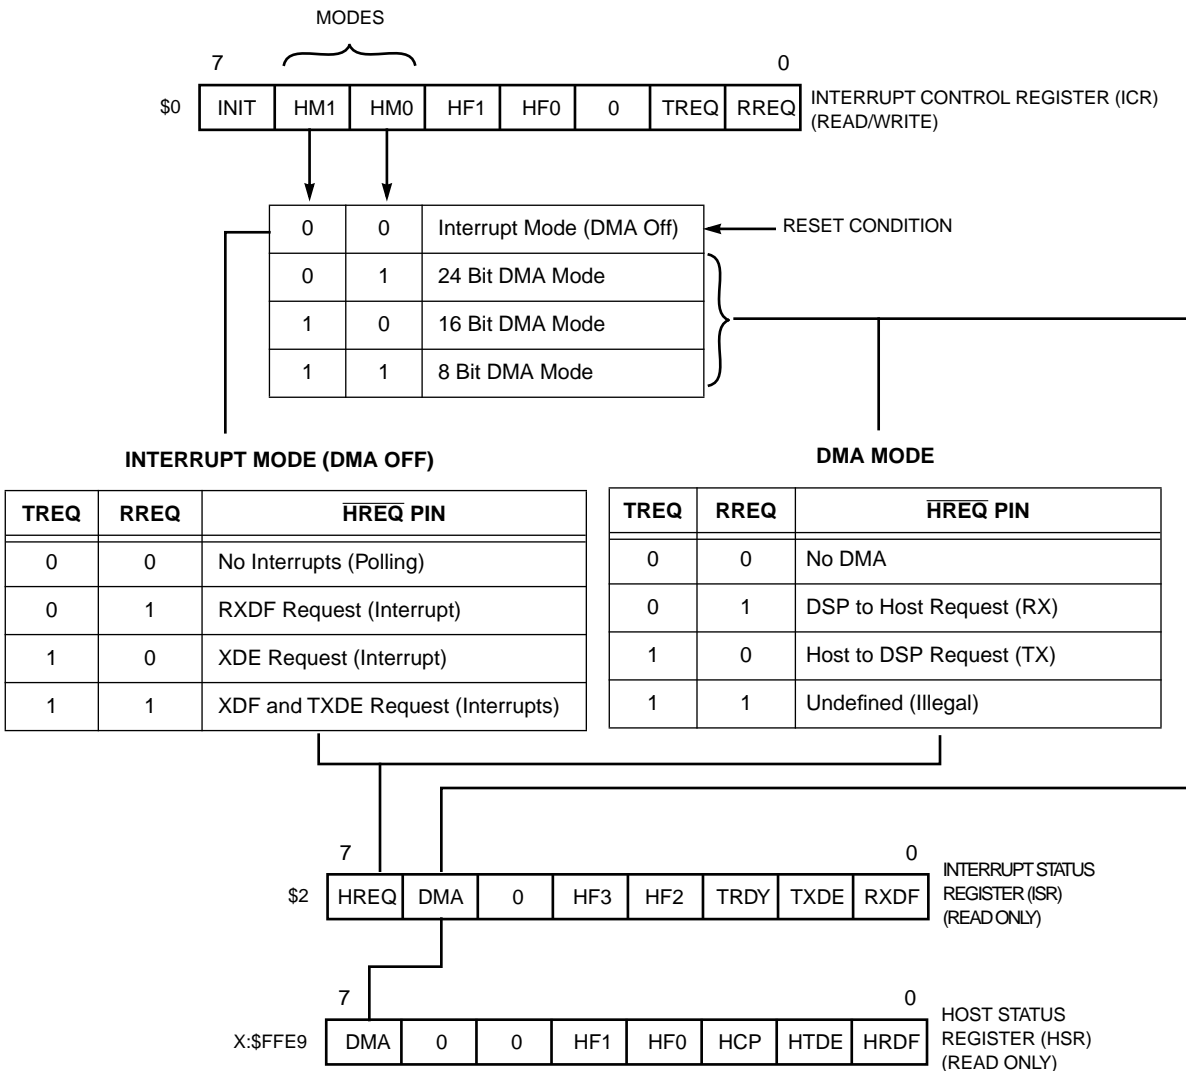 MODES
7 0
$0 INIT HM1 HM0 HF1 HF0 0 TREQ RREQ INTERRUPT CONTROL REGISTER (ICR)
(READ/WRITE)
0 0 Interrupt Mode (DMA Off) RESET CONDITION
0 1 24 Bit DMA Mode
1 0 16 Bit DMA Mode
1 1 8 Bit DMA Mode
INTERRUPT MODE (DMA OFF)
TREQ RREQ HREQ PIN
0 0 No Interrupts (Polling)
0 1 RXDF Request (Interrupt)
1 0 XDE Request (Interrupt)
1 1 XDF and TXDE Request (Interrupts)
DMA MODE
TREQ RREQ HREQ PIN
0 0 No DMA
0 1 DSP to Host Request (RX)
1 0 Host to DSP Request (TX)
1 1 Undefined (Illegal)
7 0
$2 HREQ DMA 0 HF3 HF2 TRDY TXDE RXDF
INTERRUPT STATUS
REGISTER (ISR)
(READ ONLY)
7 0
X:$FFE9 DMA 0 0 HF1 HF0 HCP HTDE HRDF
HOST STATUS
REGISTER (HSR)
(READ ONLY)